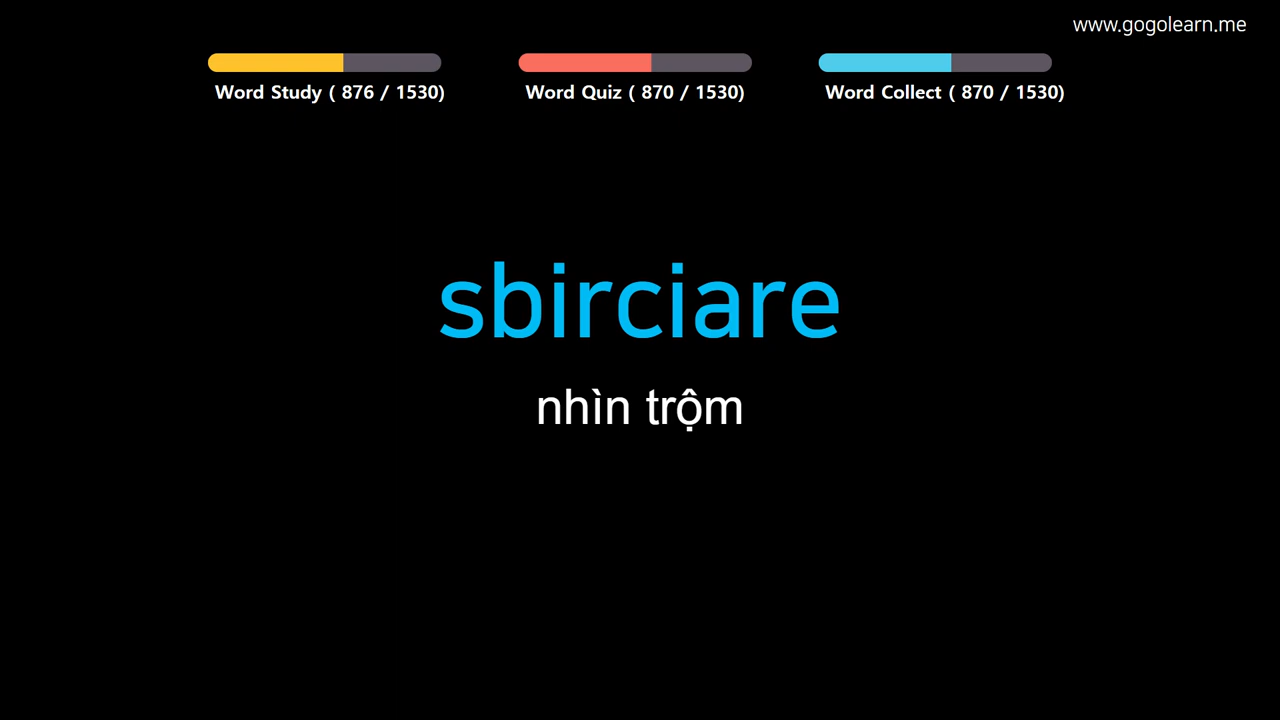 www.gogolearn.me
Word Study ( 876 / 1530)
Word Quiz ( 870 / 1530)
Word Collect ( 870 / 1530)
sbirciare
nhìn trộm